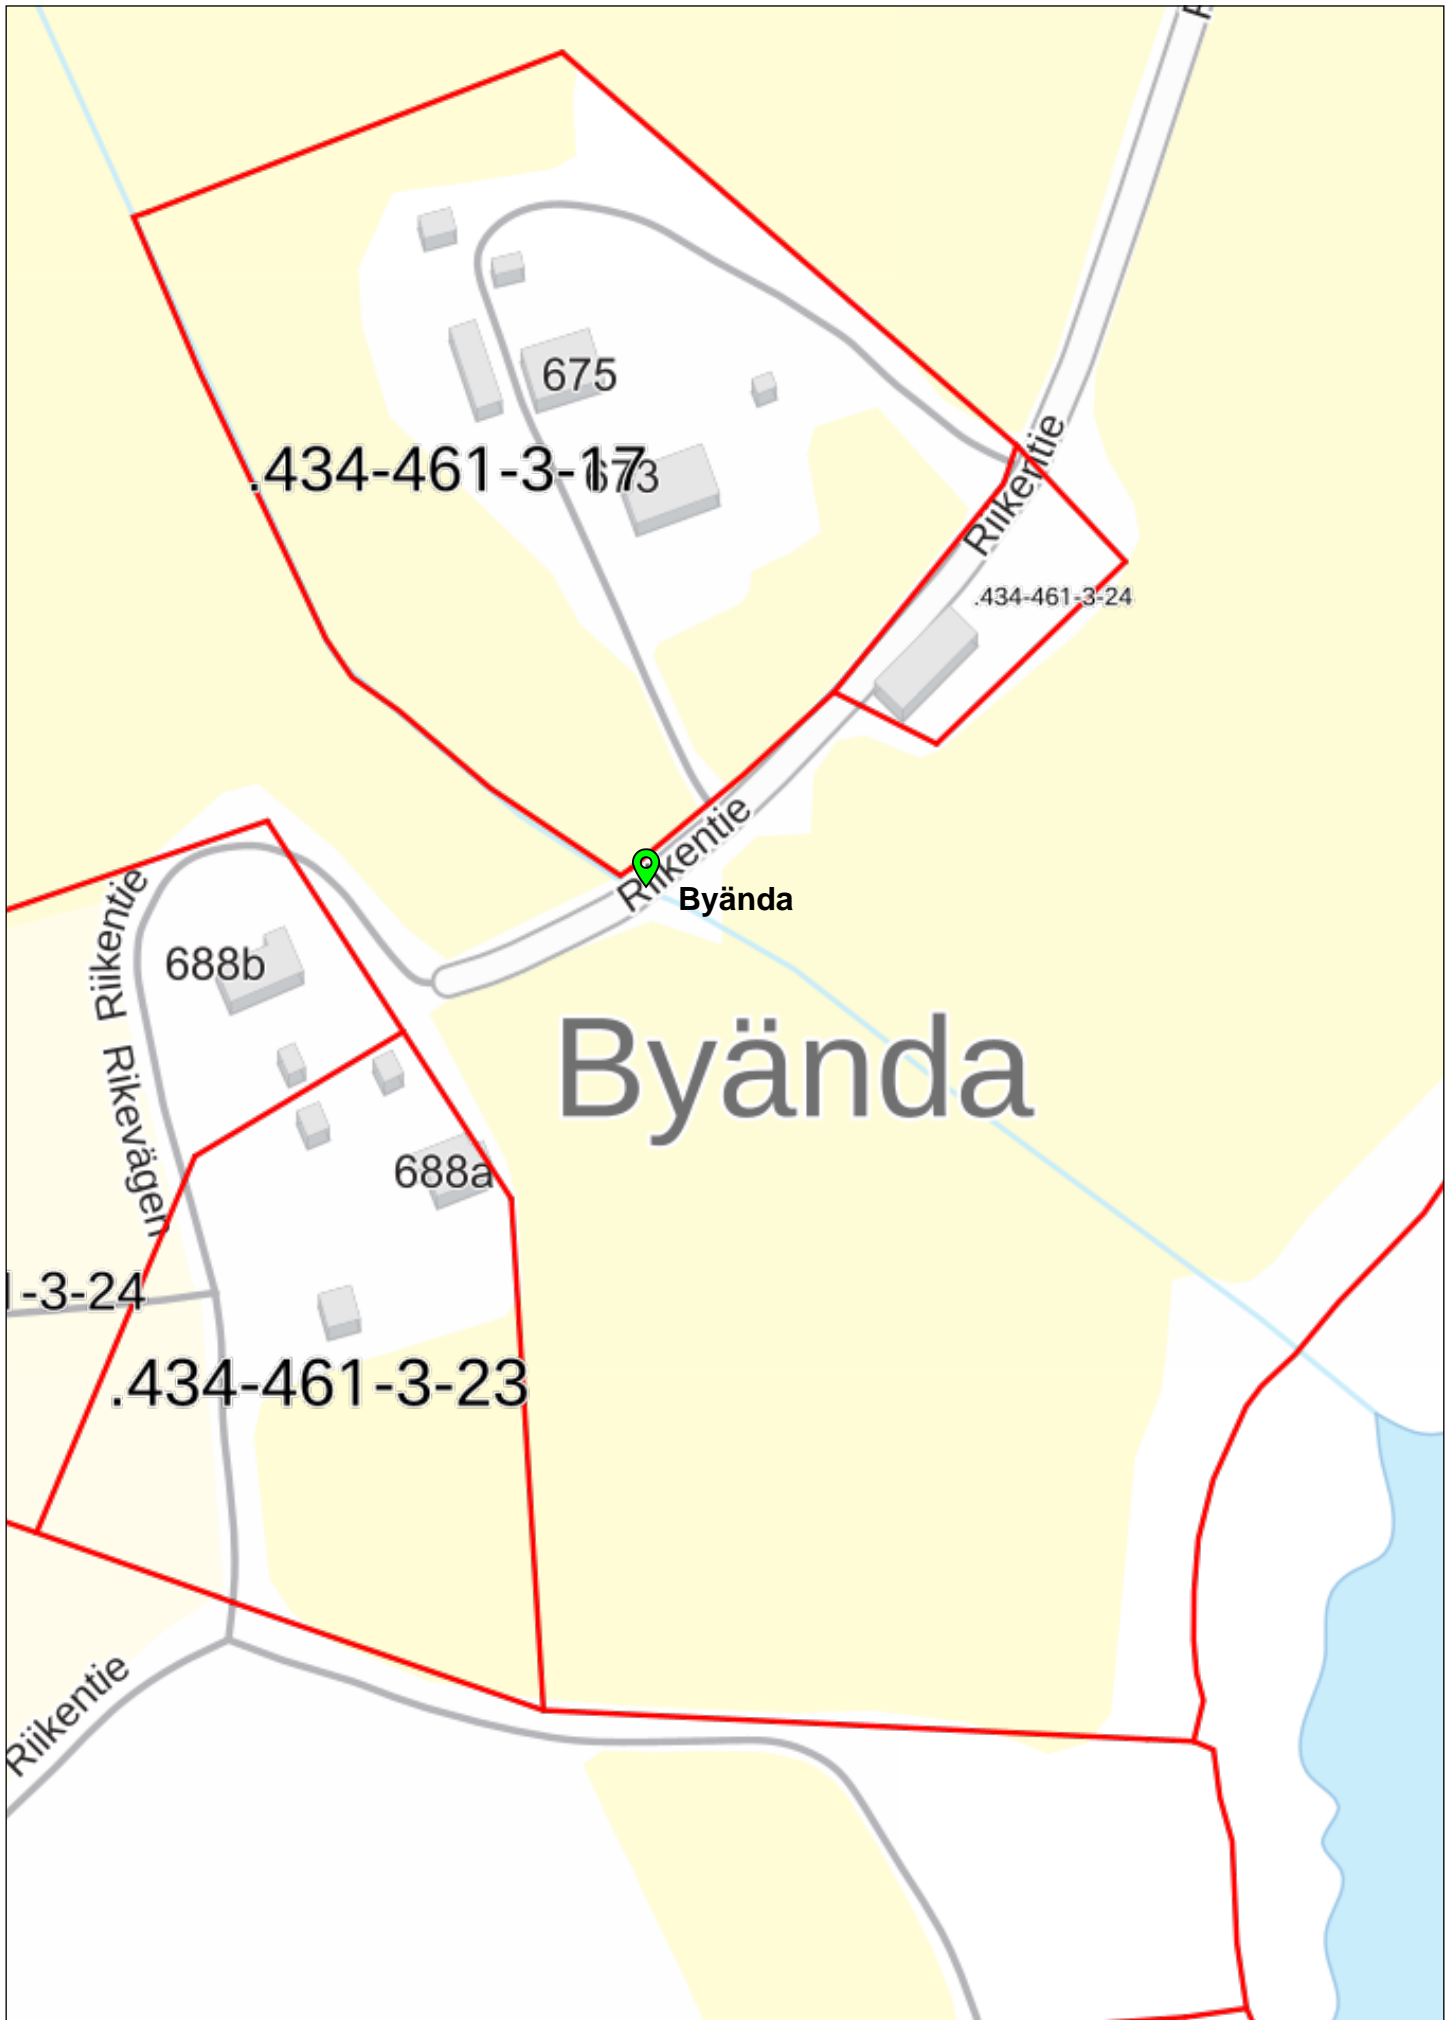 675
.434-461-3-17
673
Riikentie
.434-461-3-24
Riikentie
Byända
Riikentie
688b
Byända
Rikevägen
688a
-3-24
.434-461-3-23
Riikentie